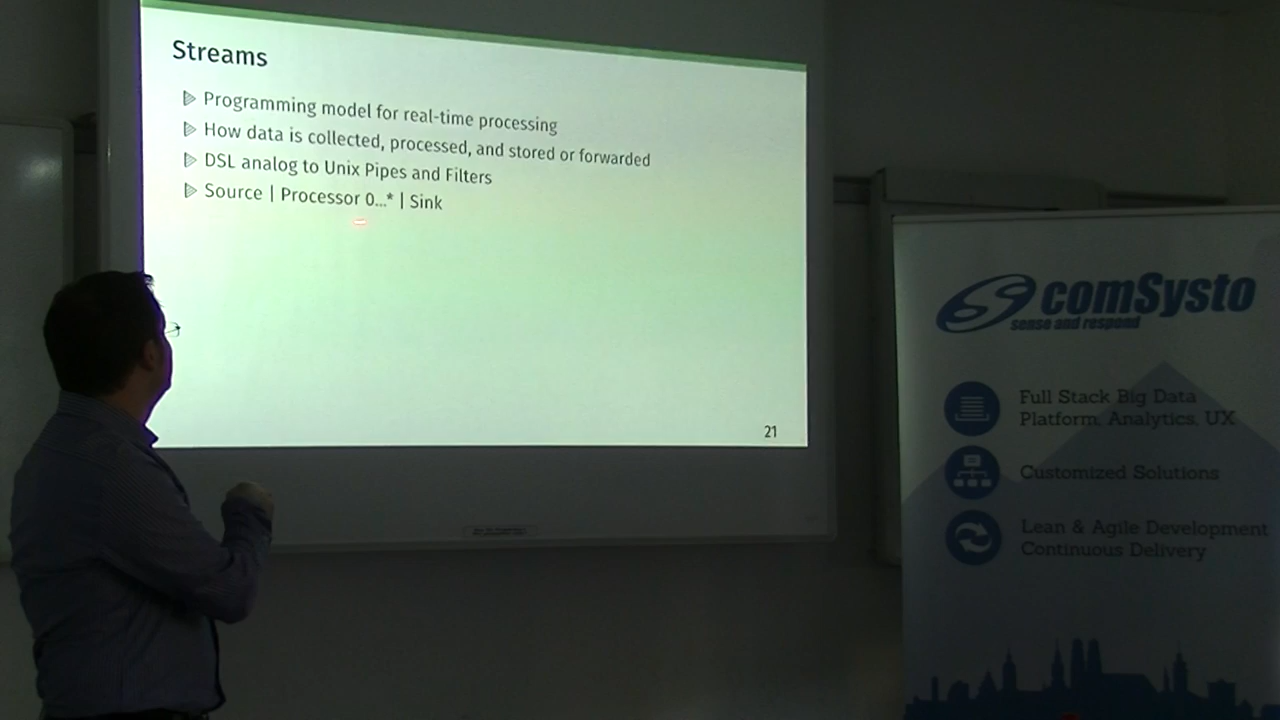 Streams
Programming model for real-time processing
How data is collected, processed, and stored or forwarded
DSL analog to Unix Pipes and Filters
Source | Processor 0...* | Sink
21
comSysto
sense and respond
Full Stack Big Data
Platform, Analytics, UX
Customized Solutions
Lean & Agile Development
Continuous Delivery